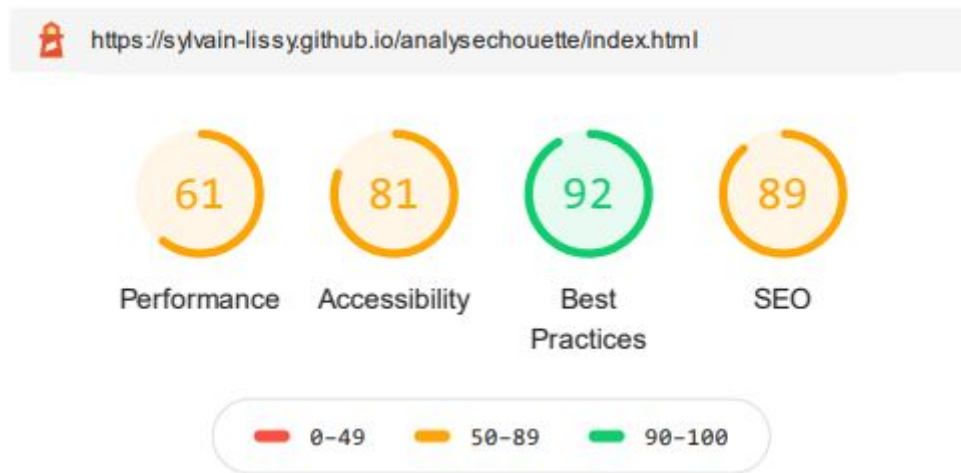 https://sylvain-lissy.github.io/analysechouette/index.html
61 81 92 89
Performance Accessibility Best Practices SEO
0-49 50-89 90-100